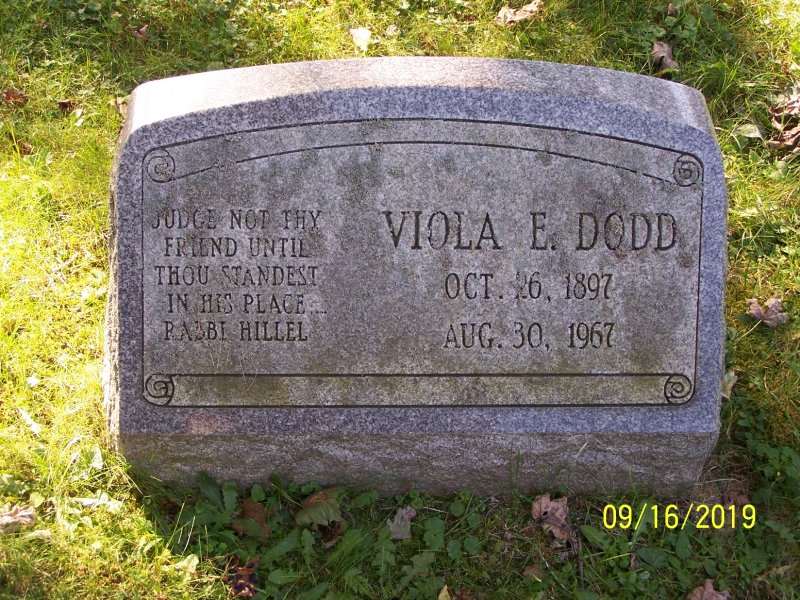 JUDGE NOT THY
FRIEND UNTIL
THOU STANDEST
IN HIS PLACE...
RABBI HILLEL
VIOLA E. DODD
OCT. 26, 1897
AUG. 30, 1967
09/16/2019